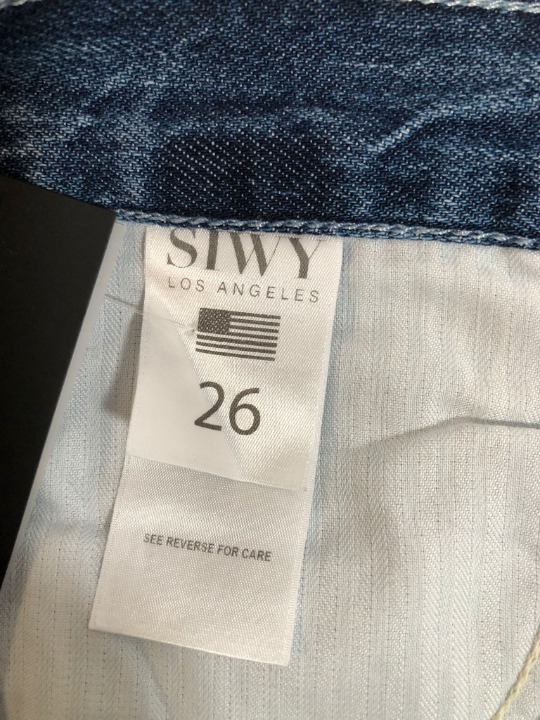 SIWY
LOS ANGELES
26
SEE REVERSE FOR CARE